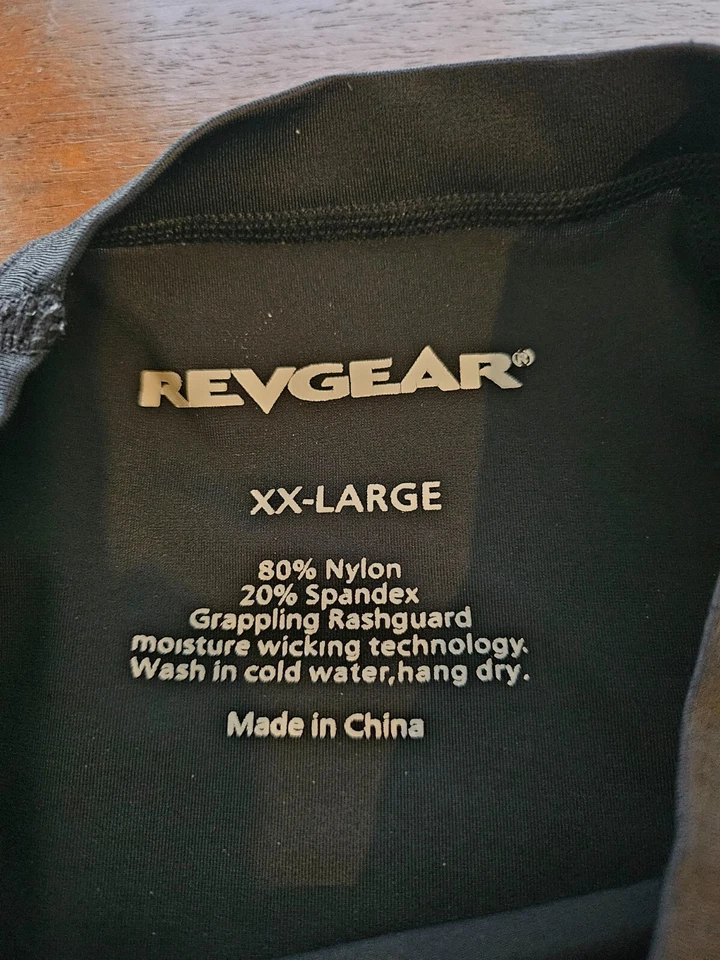 REVGEAR®
XX-LARGE
80% Nylon
20% Spandex
Grappling Rashguard
moisture wicking technology.
Wash in cold water,hang dry.
Made in China